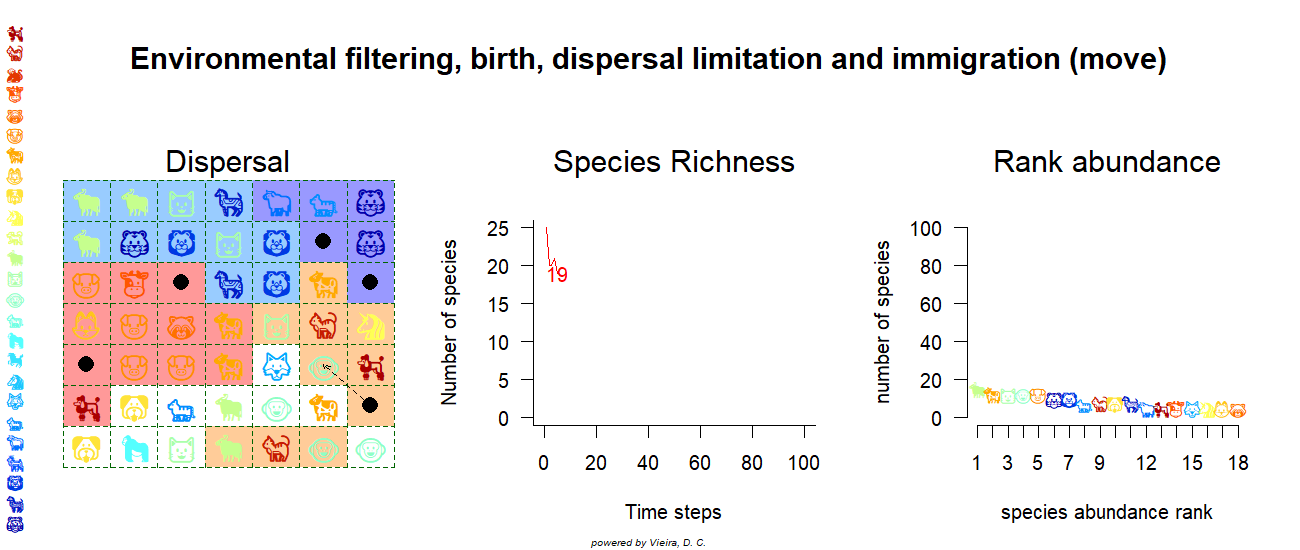 Environmental filtering, birth, dispersal limitation and immigration (move)
Dispersal
Species Richness
Number of species
25
20
15
10
5
0
19
0 20 40 60 80 100
Time steps
Rank abundance
number of species
100
80
60
40
20
0
1 3 5 7 9 12 15 18
species abundance rank
powered by Vieira, D. C.